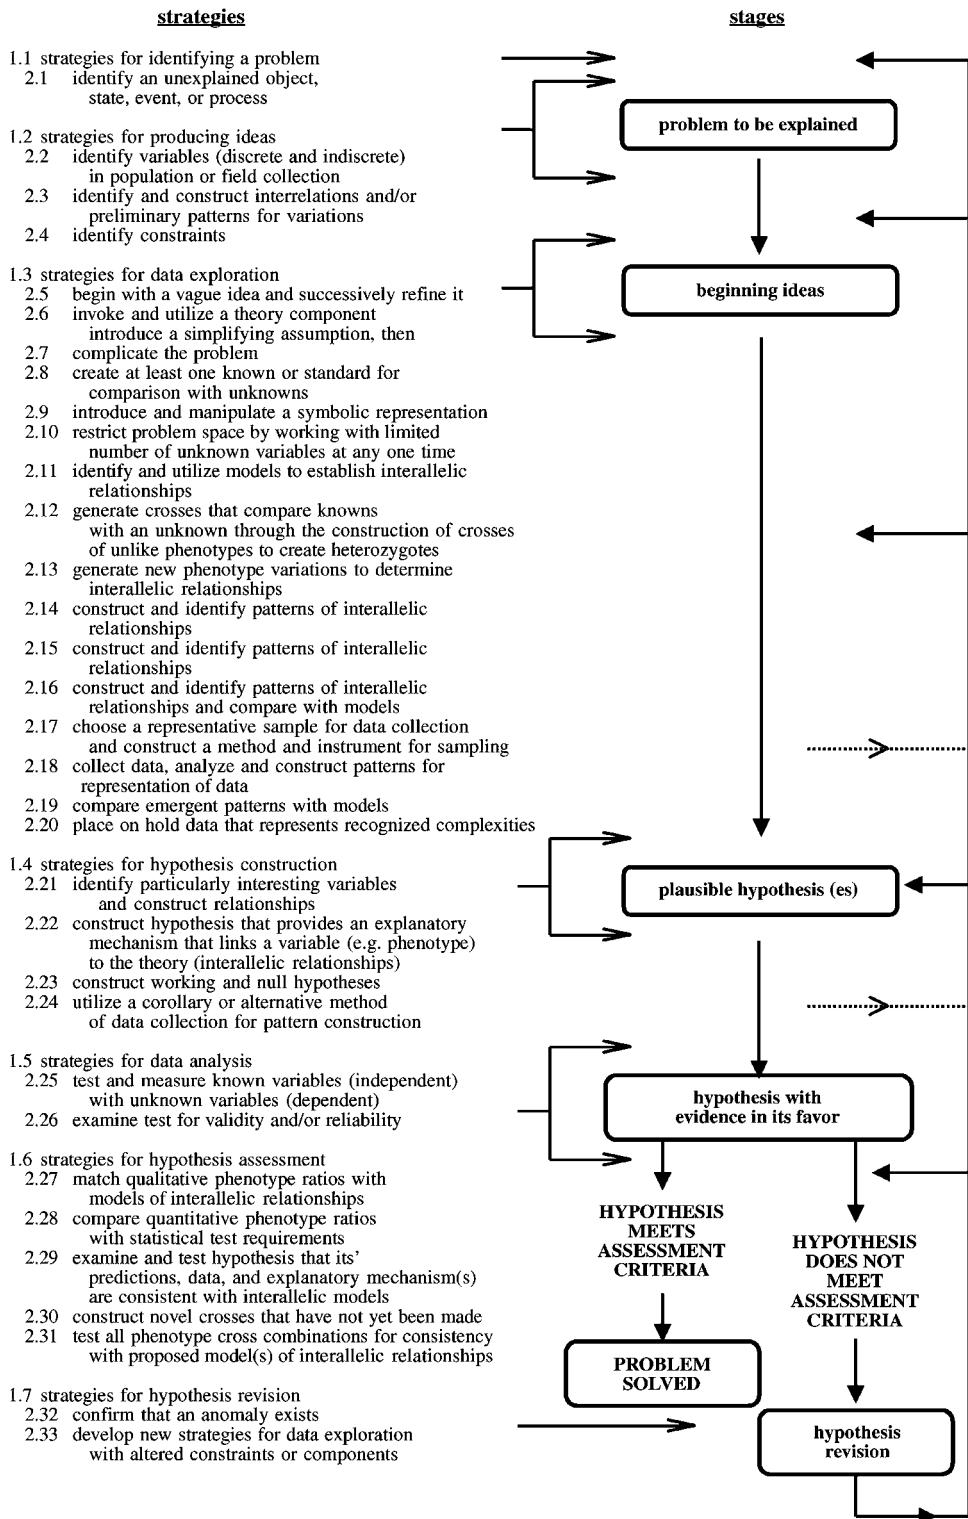 strategies
1.1 strategies for identifying a problem
2.1 identify an unexplained object,
state, event, or process
1.2 strategies for producing ideas
2.2 identify variables (discrete and indiscrete)
in population or field collection
2.3 identify and construct interrelations and/or
preliminary patterns for variations
2.4 identify constraints
1.3 strategies for data exploration
2.5 begin with a vague idea and successively refine it
2.6 invoke and utilize a theory component
introduce a simplifying assumption, then
2.7 complicate the problem
2.8 create at least one known or standard for
comparison with unknowns
2.9 introduce and manipulate a symbolic representation
2.10 restrict problem space by working with limited
number of unknown variables at any one time
2.11 identify and utilize models to establish interallelic
relationships
2.12 generate crosses that compare knowns
with an unknown through the construction of crosses
of unlike phenotypes to create heterozygotes
2.13 generate new phenotype variations to determine
interallelic relationships
2.14 construct and identify patterns of interallelic
relationships
2.15 construct and identify patterns of interallelic
relationships
2.16 construct and identify patterns of interallelic
relationships and compare with models
2.17 choose a representative sample for data collection
and construct a method and instrument for sampling
2.18 collect data, analyze and construct patterns for
representation of data
2.19 compare emergent patterns with models
2.20 place on hold data that represents recognized complexities
1.4 strategies for hypothesis construction
2.21 identify particularly interesting variables
and construct relationships
2.22 construct hypothesis that provides an explanatory
mechanism that links a variable (e.g. phenotype)
to the theory (interallelic relationships)
2.23 construct working and null hypotheses
2.24 utilize a corollary or alternative method
of data collection for pattern construction
1.5 strategies for data analysis
2.25 test and measure known variables (independent)
with unknown variables (dependent)
2.26 examine test for validity and/or reliability
1.6 strategies for hypothesis assessment
2.27 match qualitative phenotype ratios with
models of interallelic relationships
2.28 compare quantitative phenotype ratios
with statistical test requirements
2.29 examine and test hypothesis that its'
predictions, data, and explanatory mechanism(s)
are consistent with interallelic models
2.30 construct novel crosses that have not yet been made
2.31 test all phenotype cross combinations for consistency
with proposed model(s) of interallelic relationships
1.7 strategies for hypothesis revision
2.32 confirm that an anomaly exists
2.33 develop new strategies for data exploration
with altered constraints or components
stages
problem to be explained
beginning ideas
plausible hypothesis (es)
hypothesis with
evidence in its favor
HYPOTHESIS
MEETS
ASSESSMENT
CRITERIA
HYPOTHESIS
DOES NOT
MEET
ASSESSMENT
CRITERIA
PROBLEM
SOLVED
hypothesis
revision